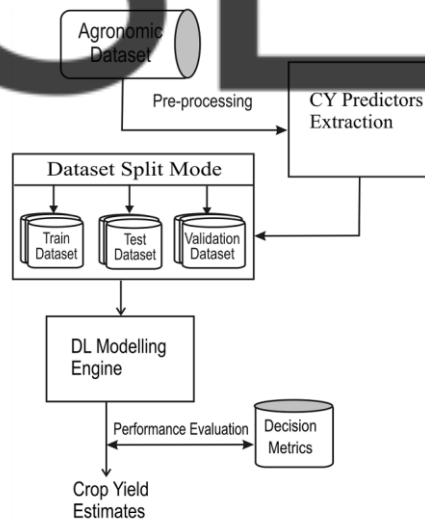 Agronomic
Dataset
Pre-processing
CY Predictors
Extraction
Dataset Split Mode
Train
Dataset
Test
Dataset
Validation
Dataset
DL Modelling
Engine
Performance Evaluation
Decision
Metrics
Crop Yield
Estimates